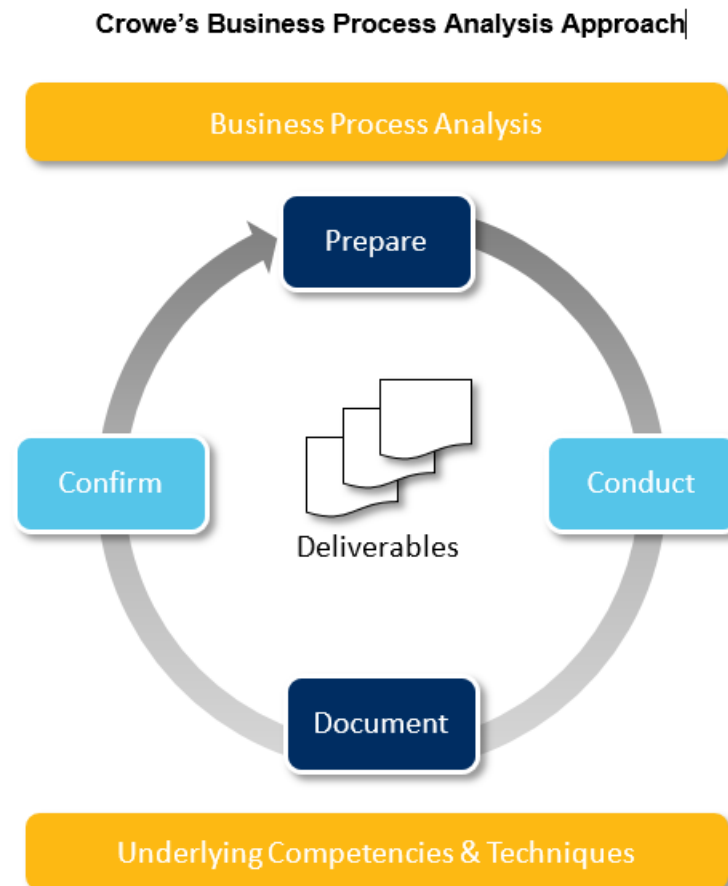 Crowe’s Business Process Analysis Approach
Business Process Analysis
Prepare
Confirm
Conduct
Deliverables
Document
Underlying Competencies & Techniques